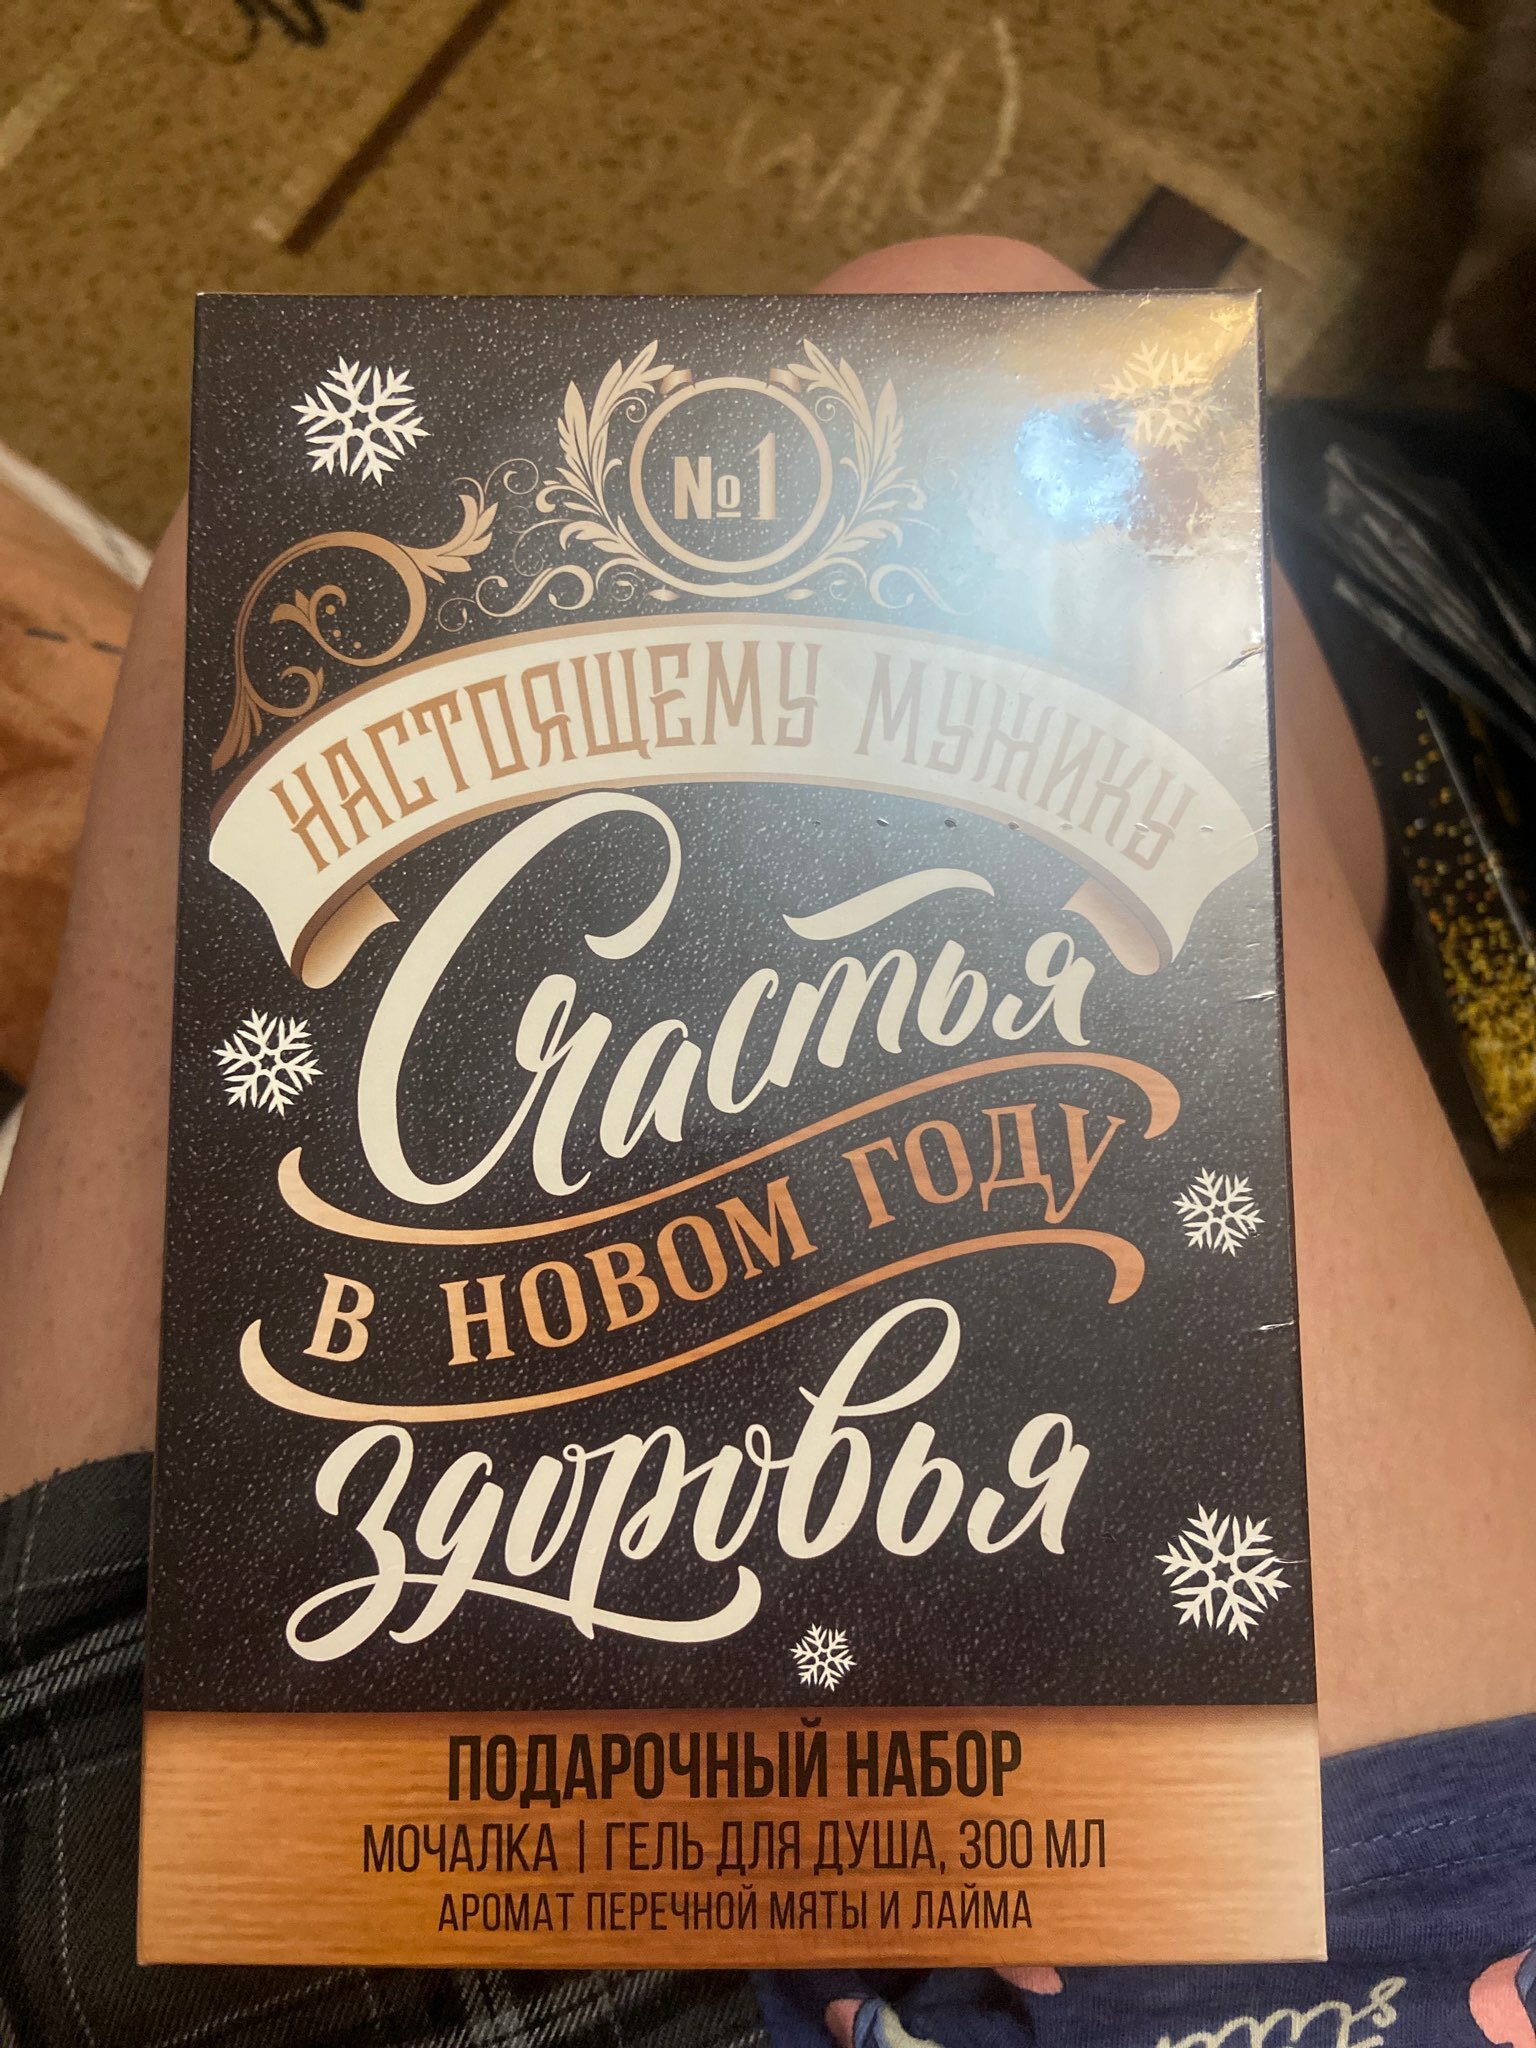 №1
НАСТОЯЩЕМУ МУЖИКУ
Счастья
В НОВОМ ГОДУ
здоровья
ПОДАРОЧНЫЙ НАБОР
МОЧАЛКА | ГЕЛЬ ДЛЯ ДУША, 300 МЛ
АРОМАТ ПЕРЕЧНОЙ МЯТЫ И ЛАЙМА